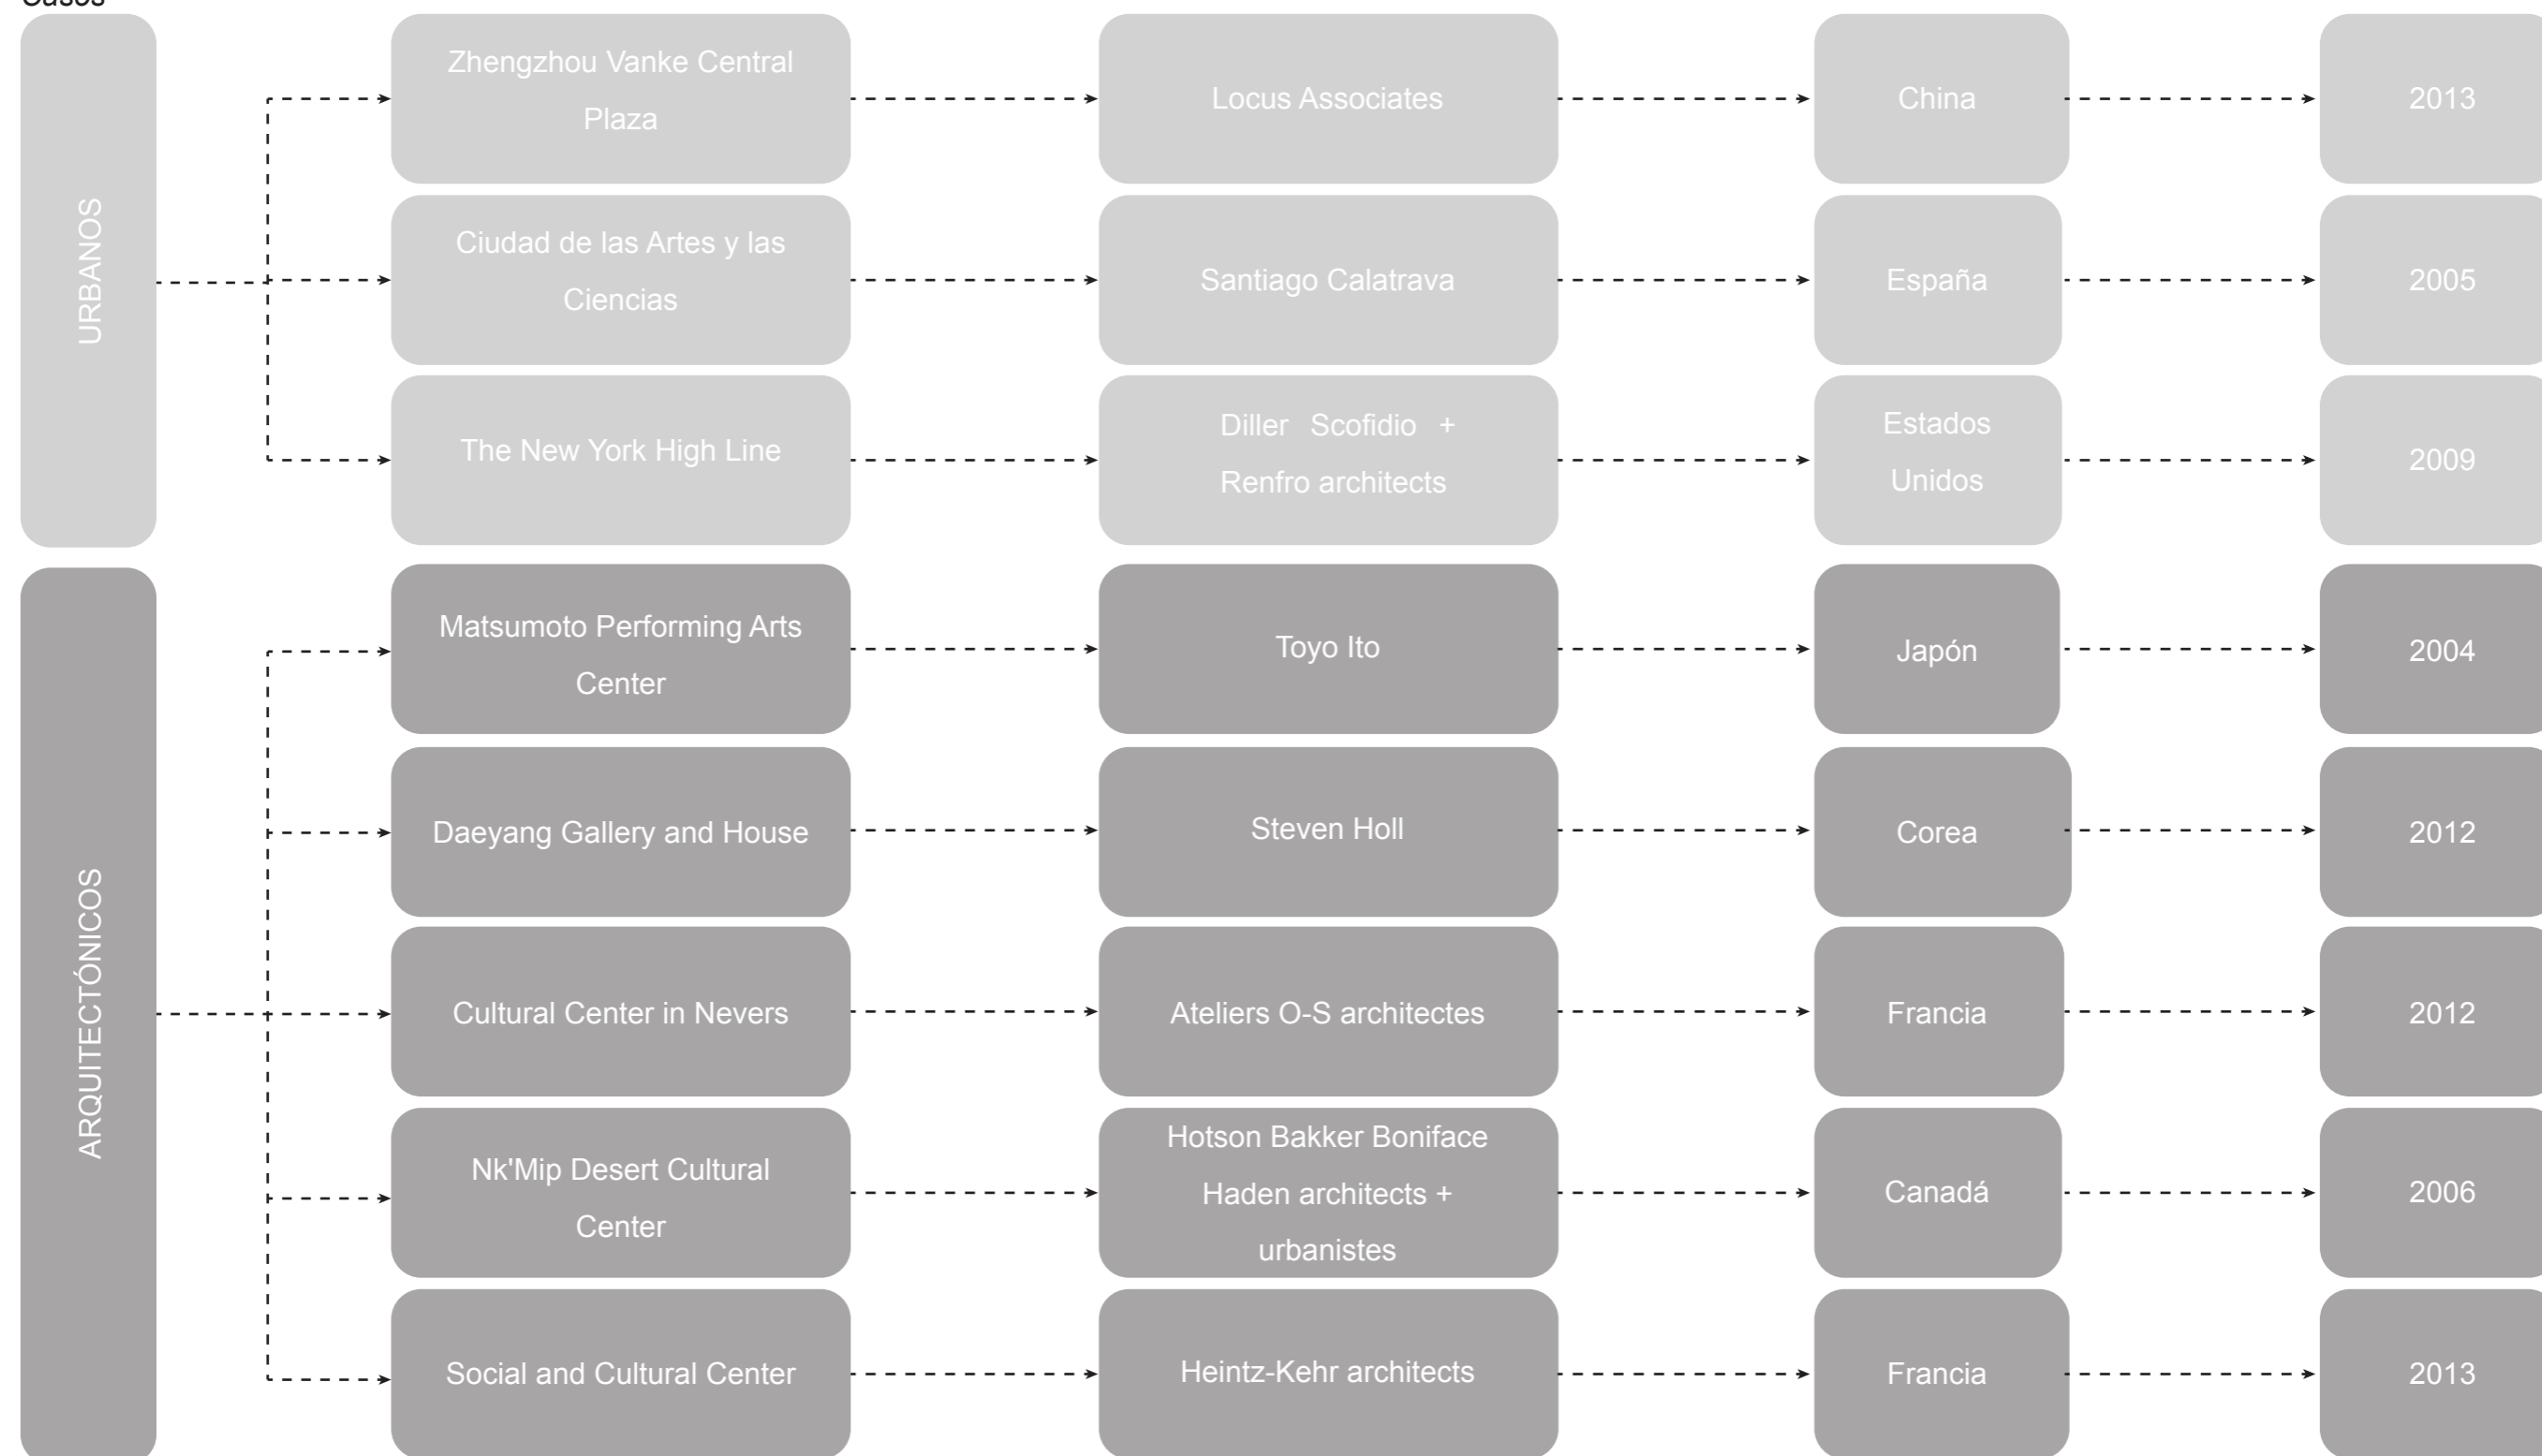 Casos
URBANOS
Zhengzhou Vanke Central
Plaza
Locus Associates
China
2013
Ciudad de las Artes y las
Ciencias
Santiago Calatrava
España
2005
The New York High Line
Diller Scofidio +
Renfro architects
Estados
Unidos
2009
ARQUITECTÓNICOS
Matsumoto Performing Arts
Center
Toyo Ito
Japón
2004
Daeyang Gallery and House
Steven Holl
Corea
2012
Cultural Center in Nevers
Ateliers O-S architectes
Francia
2012
Nk'Mip Desert Cultural
Center
Hotson Bakker Boniface
Haden architects +
urbanistes
Canadá
2006
Social and Cultural Center
Heintz-Kehr architects
Francia
2013